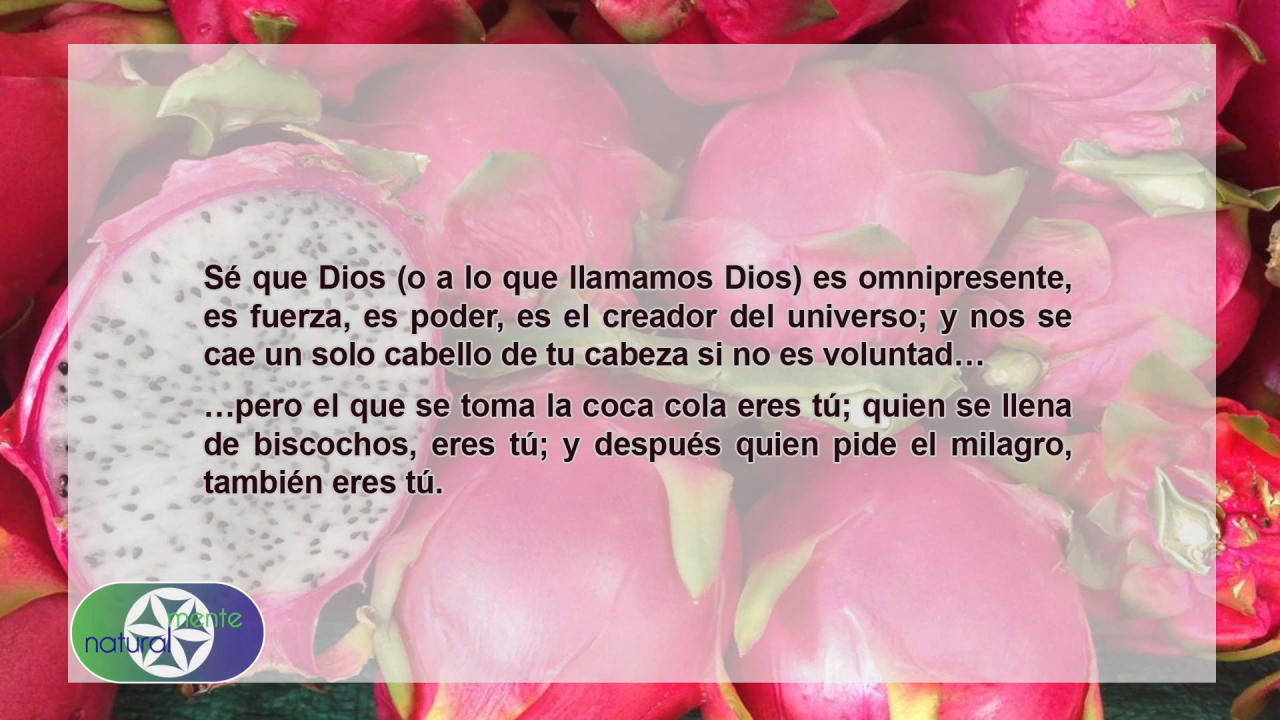 Sé que Dios (o a lo que llamamos Dios) es omnipresente,
es fuerza, es poder, es el creador del universo; y nos se
cae un solo cabello de tu cabeza si no es voluntad…
…pero el que se toma la coca cola eres tú; quien se llena
de biscochos, eres tú; y después quien pide el milagro,
también eres tú.
mente
natural